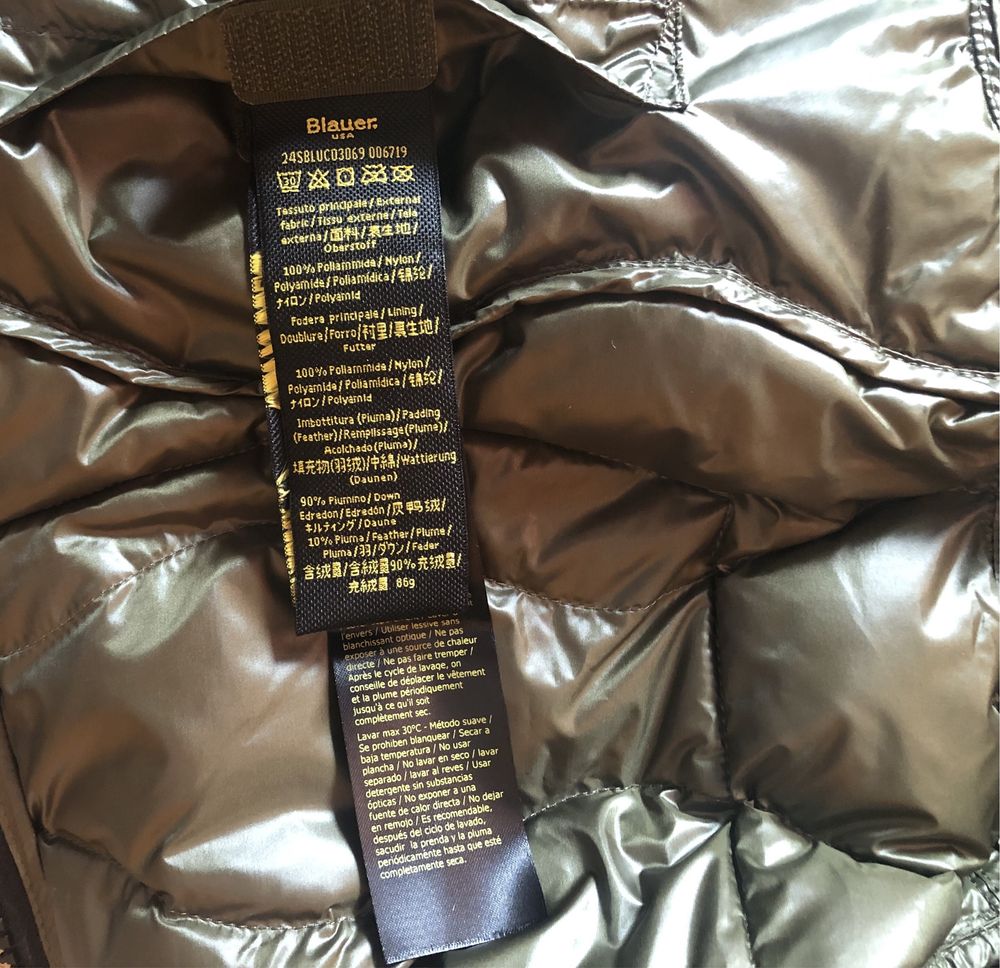 Blauer.
USA
24SBLUC03069 006719
30
Tessuto principale/External
fabric/Tissu externe/Tela
externa/面料/表生地/
Oberstoff
100% Poliammide/Nylon/
Polyamide/Poliamidica/锦纶/
ナイロン/Polyamid
Fodera principale/Lining/
Doublure/Forro/衬里/裏生地/
Futter
100% Poliammide/Nylon/
Polyamide/Poliamidica/锦纶/
ナイロン/Polyamid
Imbottitura (Piuma)/Padding
(Feather)/Remplissage(Plume)/
Acolchado(Pluma)/
填充物(羽绒)/中綿/Wattierung
(Daunen)
90% Piumino/Down
Edredon/Edredón/灰鸭绒/
キルティング/Daune
10% Piuma/Feather/Plume/
Pluma/羽/ダウン/Feder
含绒量/含絨量90% 充绒量/
充絨量 86g
l'envers / Utiliser lessive sans
blanchissant optique / Ne pas
exposer à une source de chaleur
directe / Ne pas faire tremper /
Après le cycle de lavage, on
conseille de déplacer le vêtement
et la plume périodiquement
jusqu'à ce qu'il soit
complètement sec.
Lavar max 30°C - Método suave /
Se prohiben blanquear / Secar a
baja temperatura / No usar
plancha / No lavar en seco / lavar
separado / lavar al reves / Usar
detergente sin substancias
ópticas / No exponer a una
fuente de calor directa / No dejar
en remojo / Es recomendable,
después del ciclo de lavado,
sacudir la prenda y la pluma
periódicaménte hasta que esté
completamente seca.